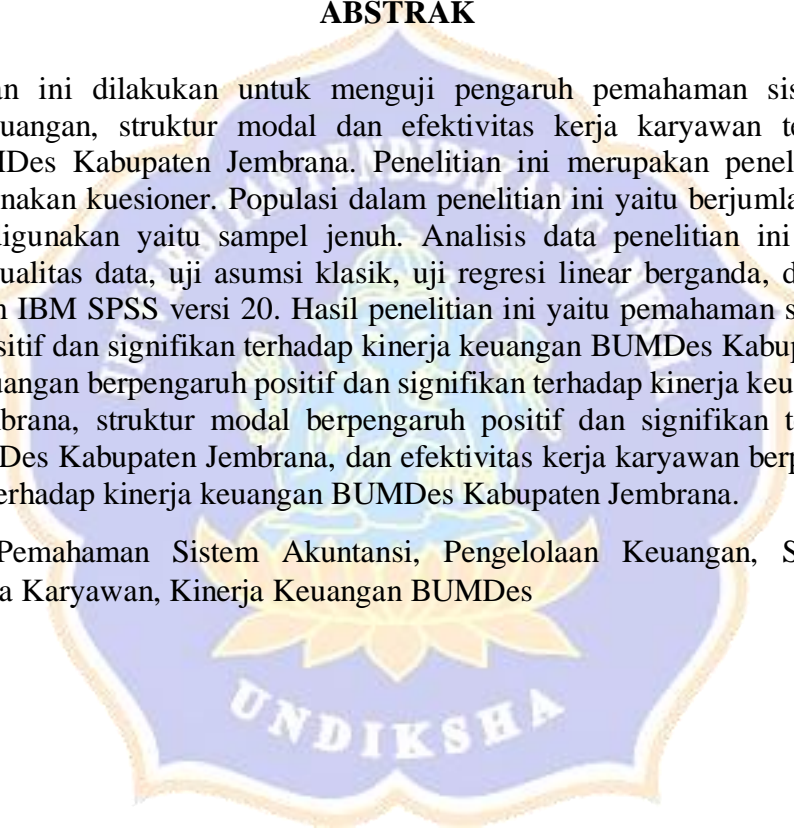 ABSTRAK
an ini dilakukan untuk menguji pengaruh pemahaman sis
uangan, struktur modal dan efektivitas kerja karyawan te
MDes Kabupaten Jembrana. Penelitian ini merupakan penel
nakan kuesioner. Populasi dalam penelitian ini yaitu berjumla
digunakan yaitu sampel jenuh. Analisis data penelitian ini
ualitas data, uji asumsi klasik, uji regresi linear berganda, d
n IBM SPSS versi 20. Hasil penelitian ini yaitu pemahaman s
sitif dan signifikan terhadap kinerja keuangan BUMDes Kabup
uangan berpengaruh positif dan signifikan terhadap kinerja keu
mbrana, struktur modal berpengaruh positif dan signifikan t
Des Kabupaten Jembrana, dan efektivitas kerja karyawan berp
terhadap kinerja keuangan BUMDes Kabupaten Jembrana.
Pemahaman Sistem Akuntansi, Pengelolaan Keuangan, S
a Karyawan, Kinerja Keuangan BUMDes
UNDIKSHA